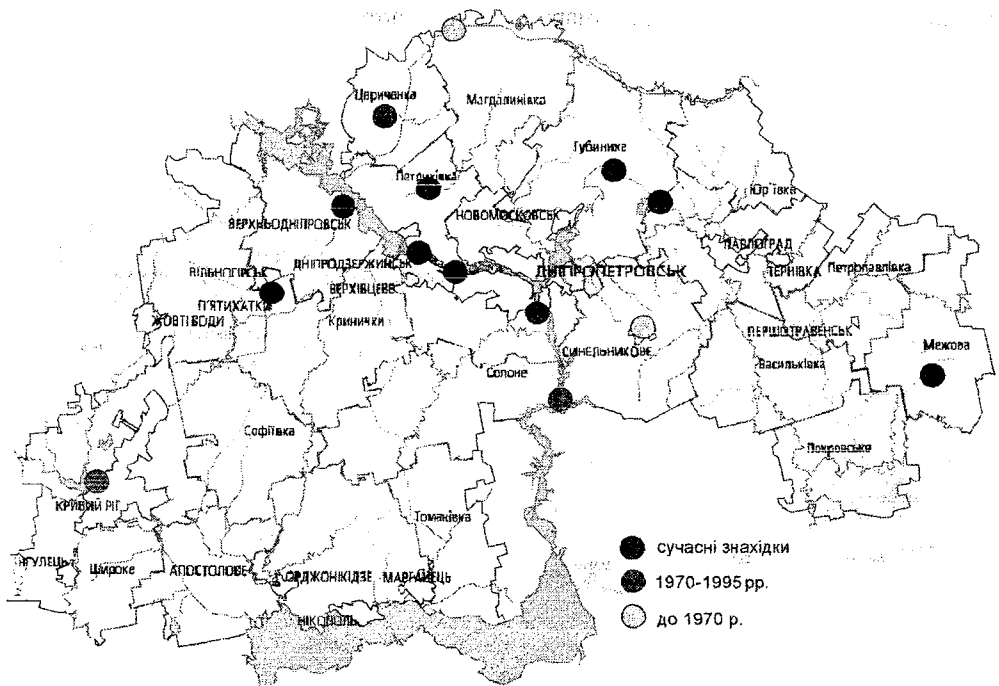 Царичанка
Магдалинівка
Губиниха
Петриківка
Юр'ївка
НОВОМОСКОВСЬК
ВЕРХНЬОДНІПРОВСЬК
ПАВЛОГРАД
ДНІПРОДЗЕРЖИНСЬК
ДНІПРОПЕТРОВСЬК
ТЕРНІВКА
Петропавлівка
ВІЛЬНОГІРСЬК
ВЕРХІВЦЕВЕ
П'ЯТИХАТКИ
ЖОВТІ ВОДИ
Кринички
ПЕРШОТРАВЕНСЬК
Межова
СИНЕЛЬНИКОВЕ
Солоне
Васильківка
Софіївка
Покровське
КРИВИЙ РІГ
Томаківка
сучасні знахідки
ІНГУЛЕЦЬ
Широке
АПОСТОЛОВЕ
ОРДЖОНІКІДЗЕ
МАРГАНЕЦЬ
1970-1995 рр.
НІКОПОЛЬ
до 1970 р.